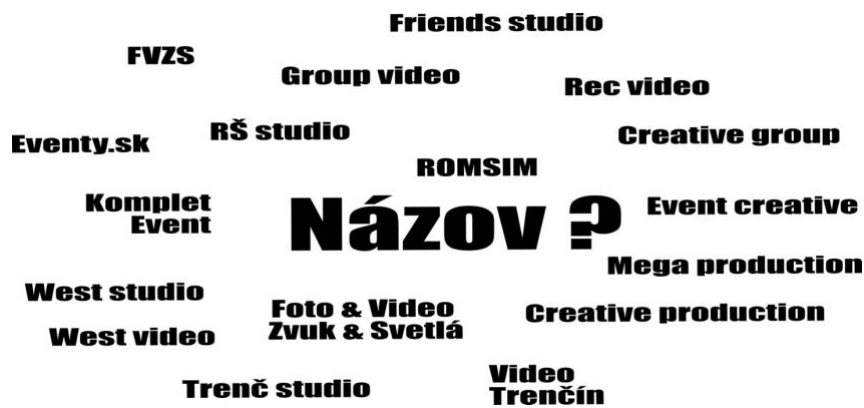 Friends studio
FVZS
Group video
Rec video
RŠ studio
Eventy.sk
Creative group
ROMSIM
Komplet
Event
Názov ?
Event creative
Mega production
West studio
Foto & Video
Zvuk & Svetlá
Creative production
West video
Trenč studio
Video
Trenčín